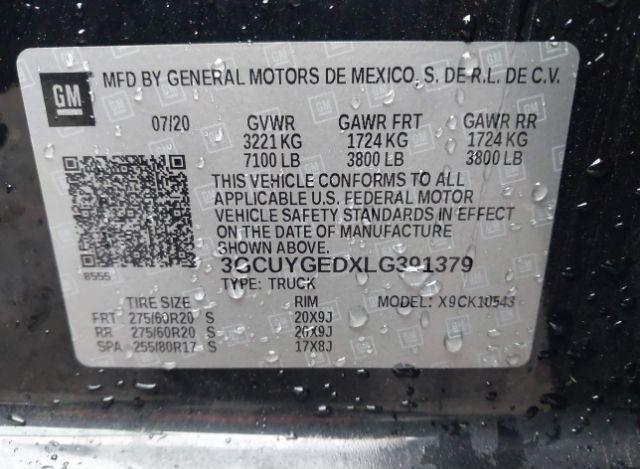 GM
MFD BY GENERAL MOTORS DE MEXICO, S. DE R.L. DE C.V.
07/20 GVWR GAWR FRT GAWR RR
3221 KG 1724 KG 1724 KG
7100 LB 3800 LB 3800 LB
THIS VEHICLE CONFORMS TO ALL
APPLICABLE U.S. FEDERAL MOTOR
VEHICLE SAFETY STANDARDS IN EFFECT
ON THE DATE OF MANUFACTURE
SHOWN ABOVE.
8555
3GCUYGEDXLG391379
TYPE: TRUCK MODEL: X9CK10543
TIRE SIZE RIM
FRT 275/60R20 S 20X9J
RR 275/60R20 S 20X9J
SPA 255/80R17 S 17X8J